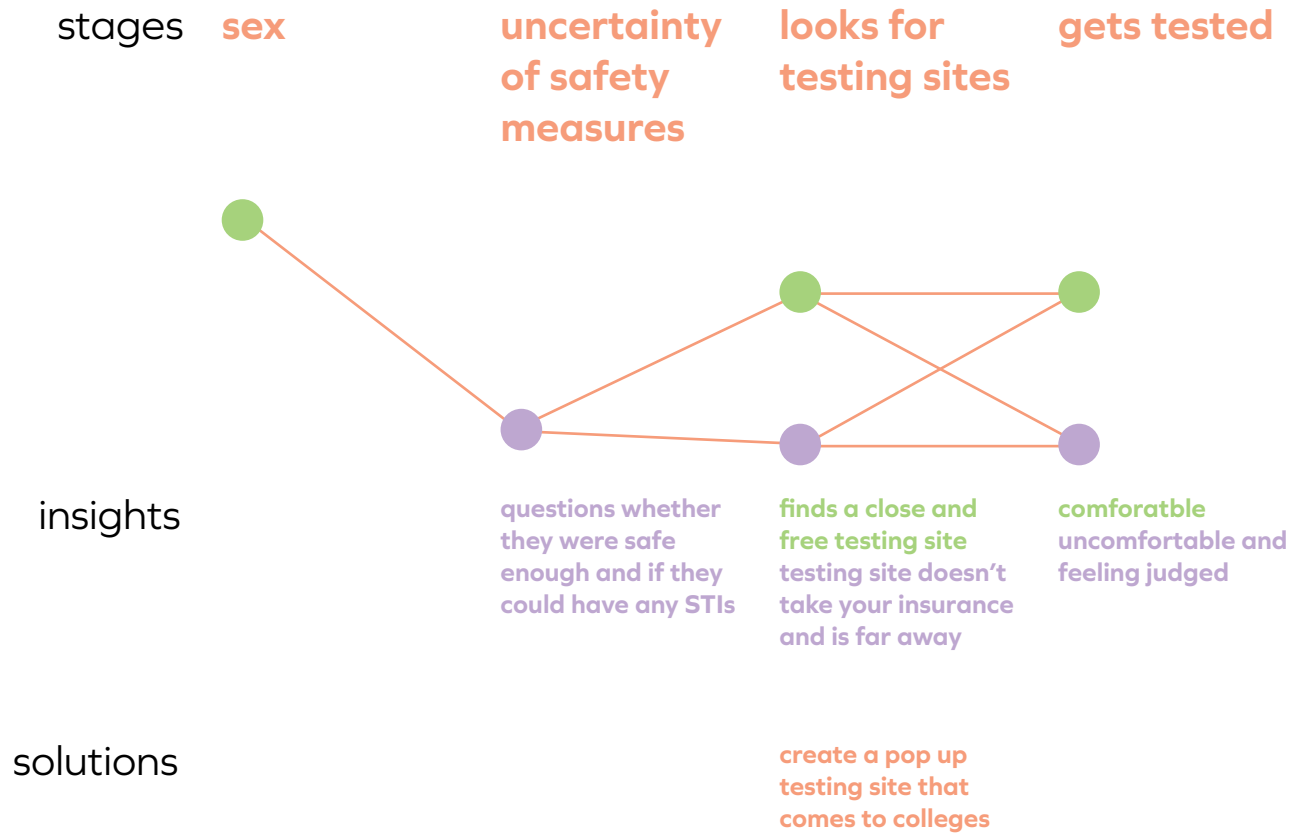 stages
sex
uncertainty
of safety
measures
looks for
testing sites
gets tested
insights
questions whether
they were safe
enough and if they
could have any STIs
finds a close and
free testing site
testing site doesn’t
take your insurance
and is far away
comforatble
uncomfortable and
feeling judged
solutions
create a pop up
testing site that
comes to colleges